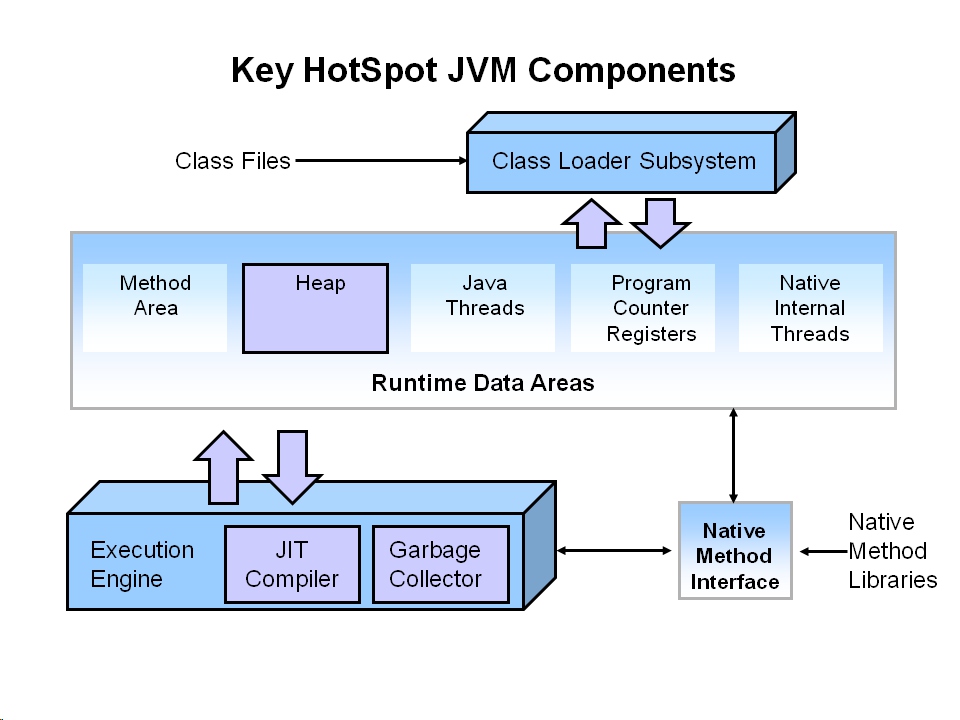 Key HotSpot JVM Components
Class Files
Class Loader Subsystem
Method
Area
Heap
Java
Threads
Program
Counter
Registers
Native
Internal
Threads
Runtime Data Areas
Execution
Engine
JIT
Compiler
Garbage
Collector
Native
Method
Interface
Native
Method
Libraries